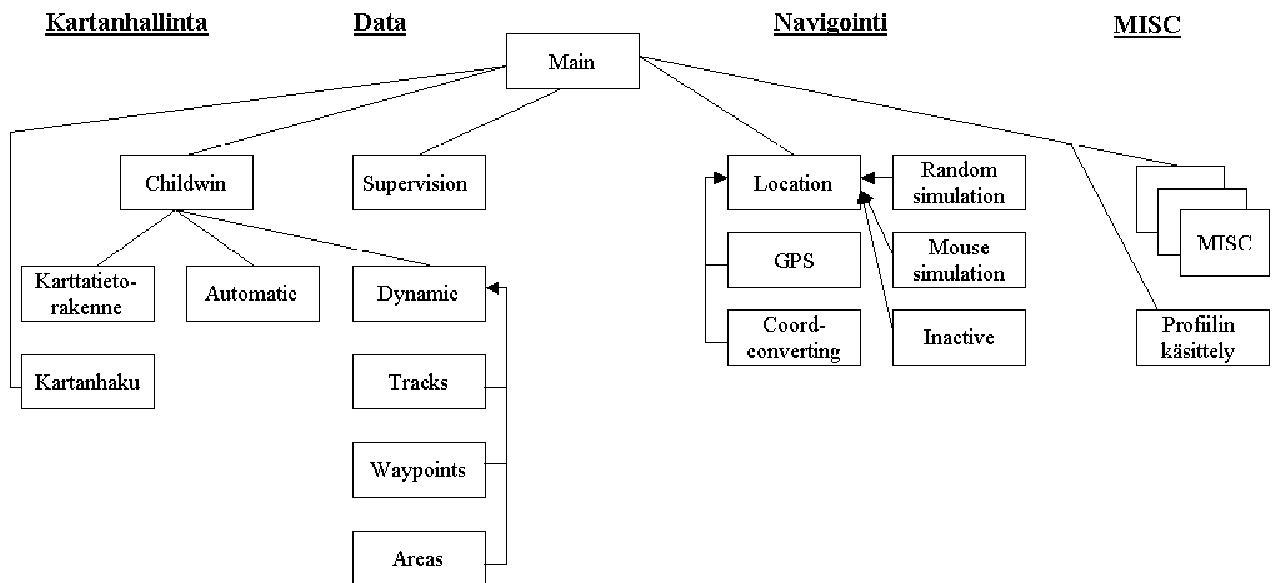 Kartanhallinta
Data
Navigointi
MISC
Main
Childwin
Supervision
Location
Random
simulation
MISC
Karttatieto-
rakenne
Automatic
Dynamic
GPS
Mouse
simulation
Kartanhaku
Tracks
Coord-
converting
Inactive
Profiilin
käsittely
Waypoints
Areas